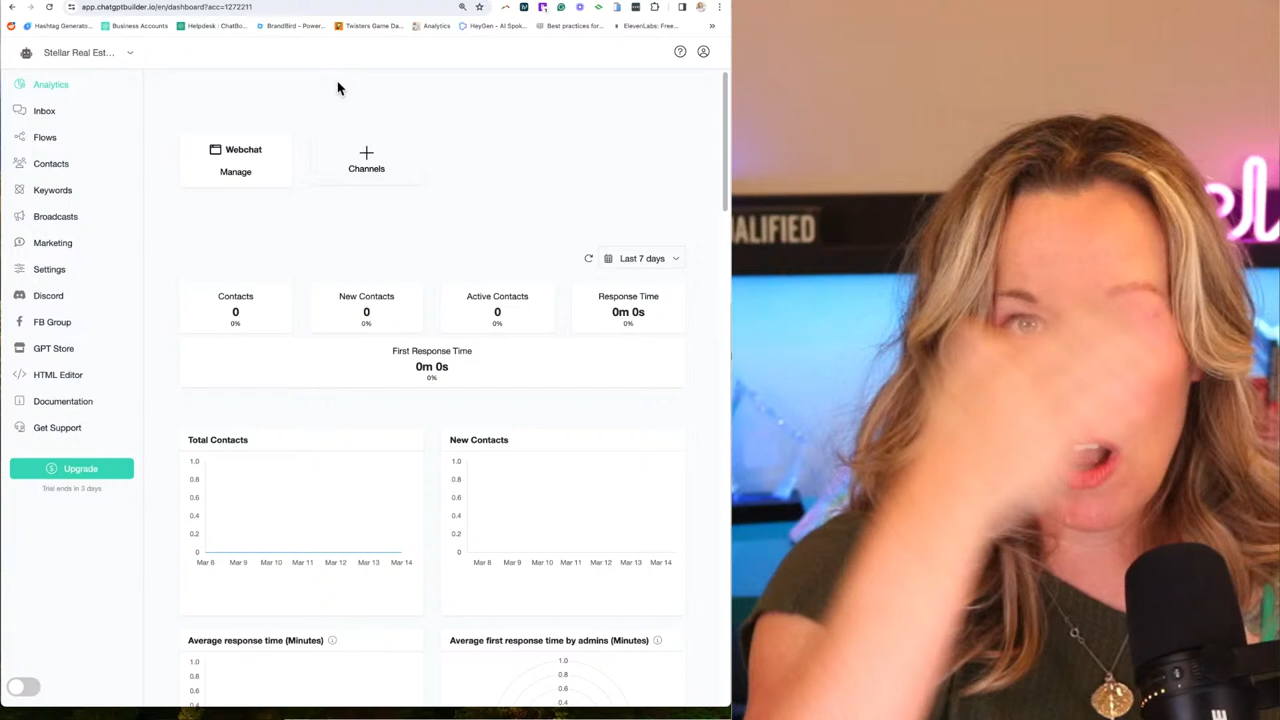 app.chatgptbuilder.io/en/dashboard?acc=1272211
Hashtag Generato...
Business Accounts
Helpdesk : ChatBo...
BrandBird - Power...
Twisters Game Da...
Analytics
HeyGen - AI Spok...
Best practices for...
ElevenLabs: Free...
Stellar Real Est...
Analytics
Inbox
Flows
Contacts
Keywords
Broadcasts
Marketing
Settings
Discord
FB Group
GPT Store
HTML Editor
Documentation
Get Support
Upgrade
Trial ends in 3 days
Webchat
Manage
Channels
Last 7 days
Contacts
0
0%
New Contacts
0
0%
Active Contacts
0
0%
Response Time
0m 0s
0%
First Response Time
0m 0s
0%
Total Contacts
1.0
0.8
0.6
0.4
0.2
0
Mar 8 Mar 9 Mar 10 Mar 11 Mar 12 Mar 13 Mar 14
New Contacts
1.0
0.8
0.6
0.4
0.2
0
Mar 8 Mar 9 Mar 10 Mar 11 Mar 12 Mar 13 Mar 14
Average response time (Minutes)
1.0
0.8
0.6
0.4
Average first response time by admins (Minutes)
1.0
0.8
0.6
0.4
ALIFIED
el